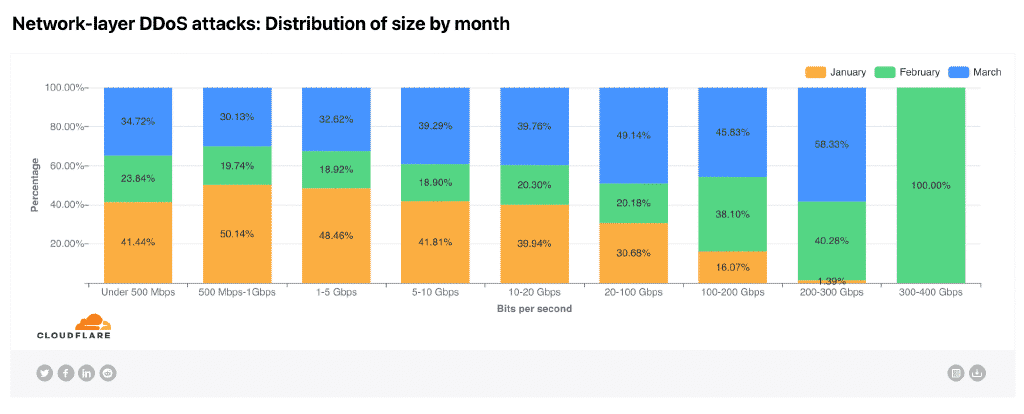 Network-layer DDoS attacks: Distribution of size by month
January February March
100.00%
80.00%
60.00%
40.00%
20.00%
Percentage
34.72% 30.13% 32.62% 39.29% 39.76% 49.14% 45.83% 58.33%
23.84% 19.74% 18.92% 18.90% 20.30% 20.18% 38.10% 40.28% 100.00%
41.44% 50.14% 48.46% 41.81% 39.94% 30.68% 16.07% 1.39%
Under 500 Mbps 500 Mbps-1Gbps 1-5 Gbps 5-10 Gbps 10-20 Gbps 20-100 Gbps 100-200 Gbps 200-300 Gbps 300-400 Gbps
Bits per second
CLOUDFLARE